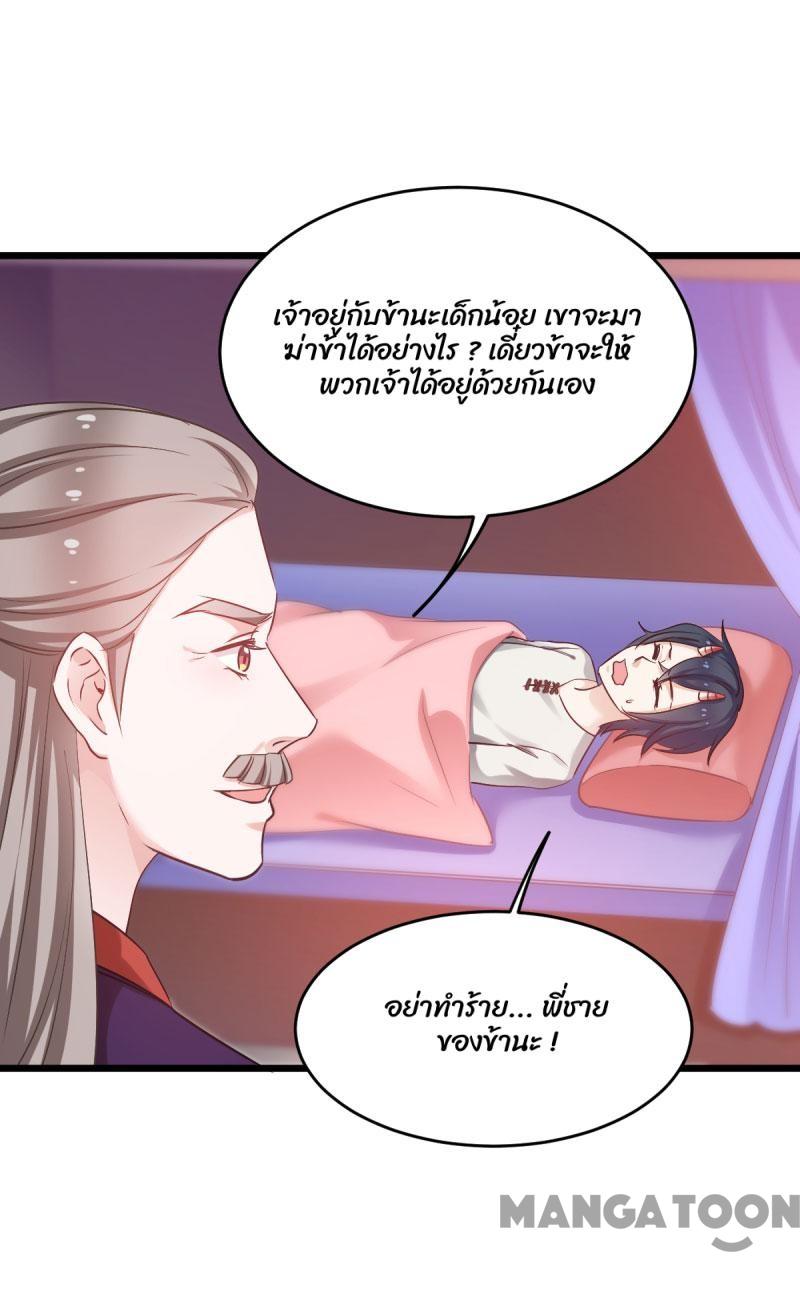 เจ้าอยู่กับข้านะเด็กน้อย เขาจะมา
ฆ่าข้าได้อย่างไร ? เดี๋ยวข้าจะให้
พวกเจ้าได้อยู่ด้วยกันเอง
อย่าทำร้าย... พี่ชาย
ของข้านะ !
MANGATOON